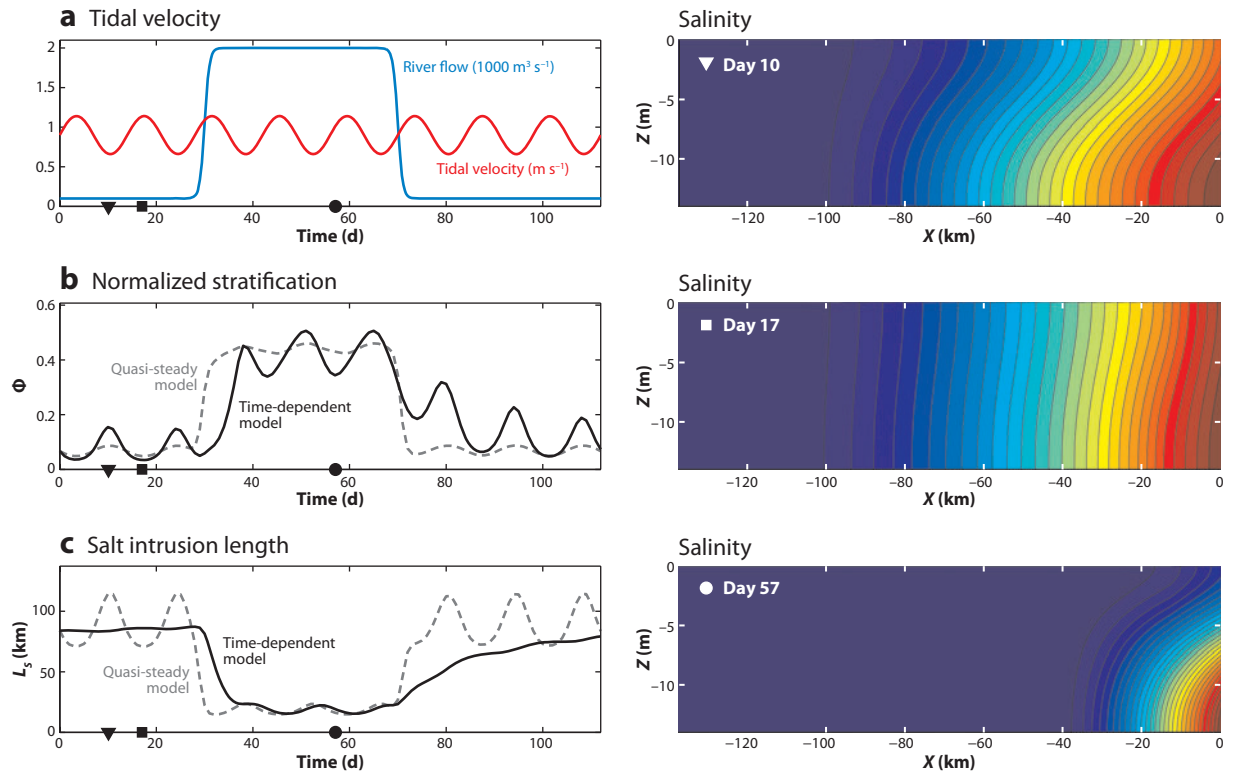 a Tidal velocity
2
1.5
1
0.5
0
River flow (1000 m³ s⁻¹)
Tidal velocity (m s⁻¹)
0 20 40 60 80 100
Time (d)
Salinity
Day 10
0
−5
−10
Z (m)
−120 −100 −80 −60 −40 −20 0
X (km)
b Normalized stratification
0.6
0.4
0.2
0
Φ
Quasi-steady
model
Time-dependent
model
0 20 40 60 80 100
Time (d)
Salinity
Day 17
0
−5
−10
Z (m)
−120 −100 −80 −60 −40 −20 0
X (km)
c Salt intrusion length
100
50
0
Ls (km)
Time-dependent
model
Quasi-steady
model
0 20 40 60 80 100
Time (d)
Salinity
Day 57
0
−5
−10
Z (m)
−120 −100 −80 −60 −40 −20 0
X (km)